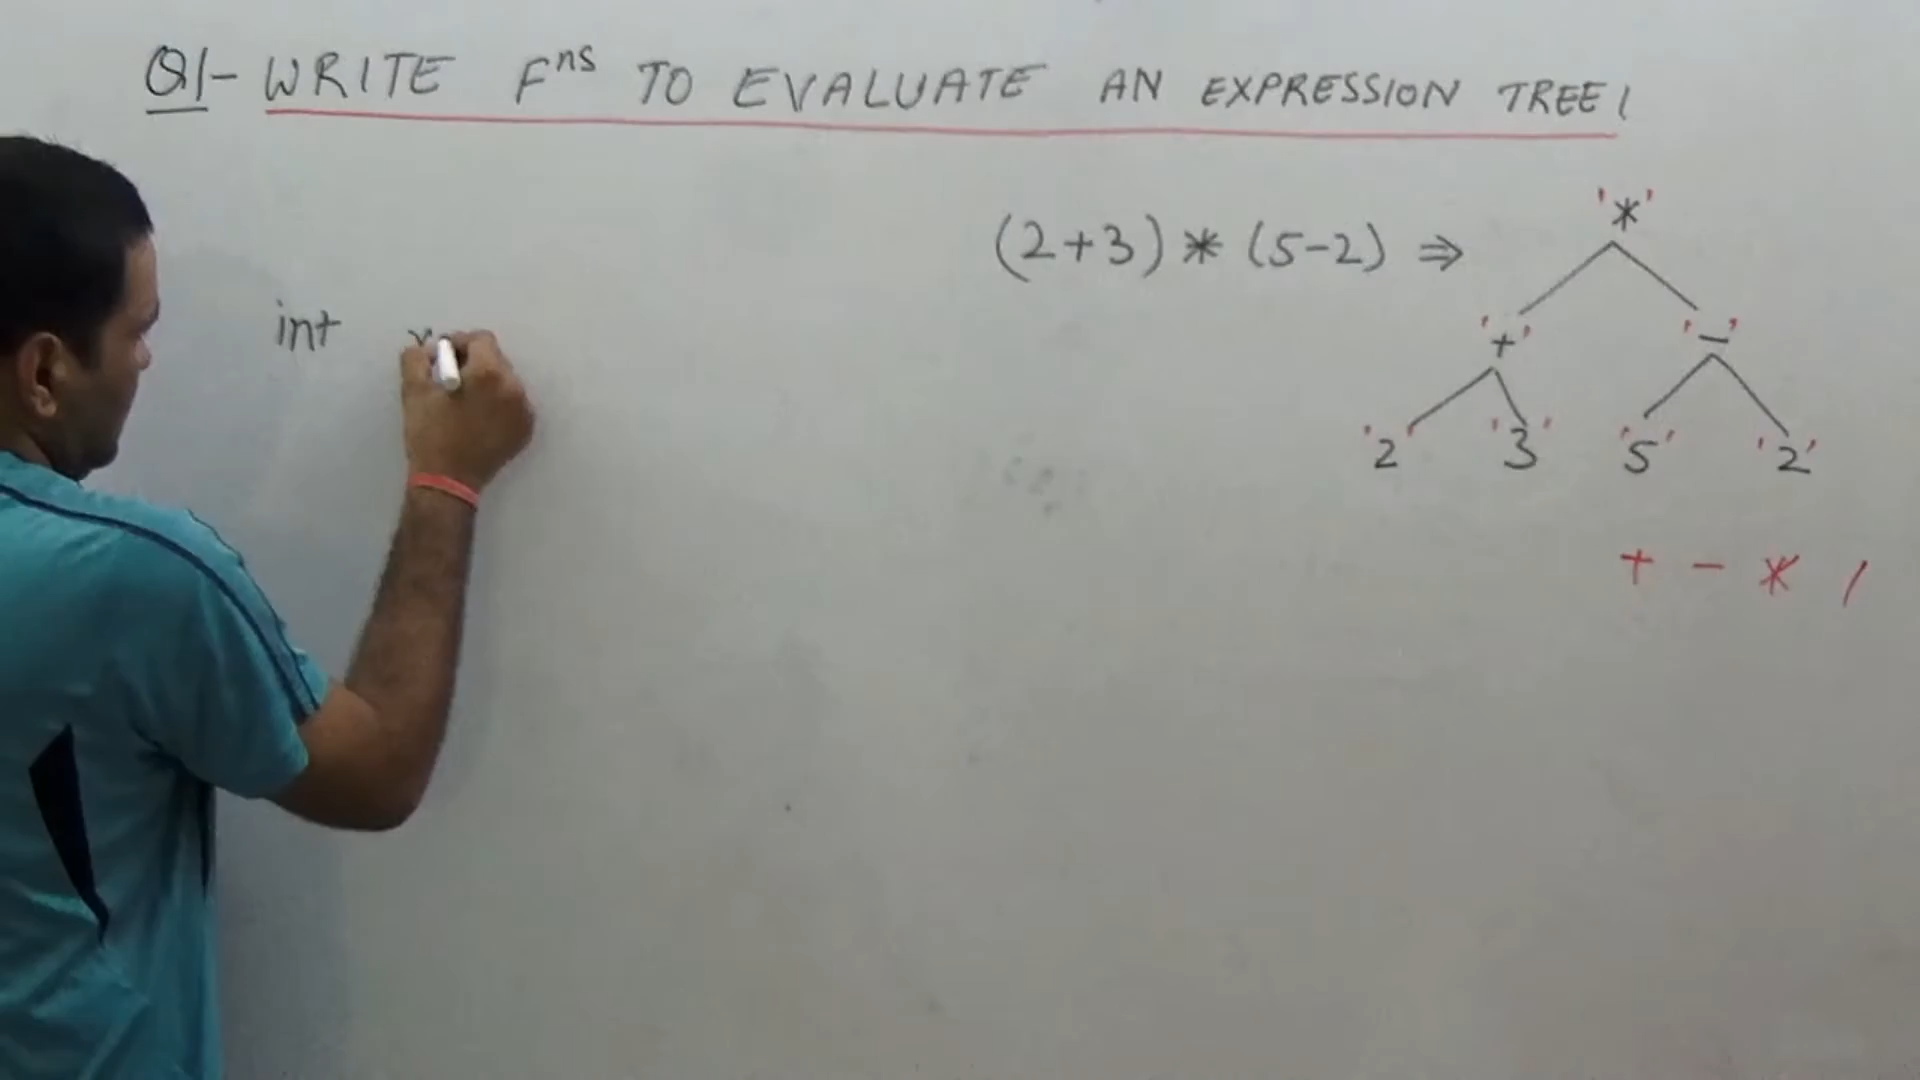 Q1- WRITE Fns TO EVALUATE AN EXPRESSION TREE!
(2+3) * (5-2) ⇒
'*'
'+' '-'
'2' '3' '5' '2'
int
+ - * /